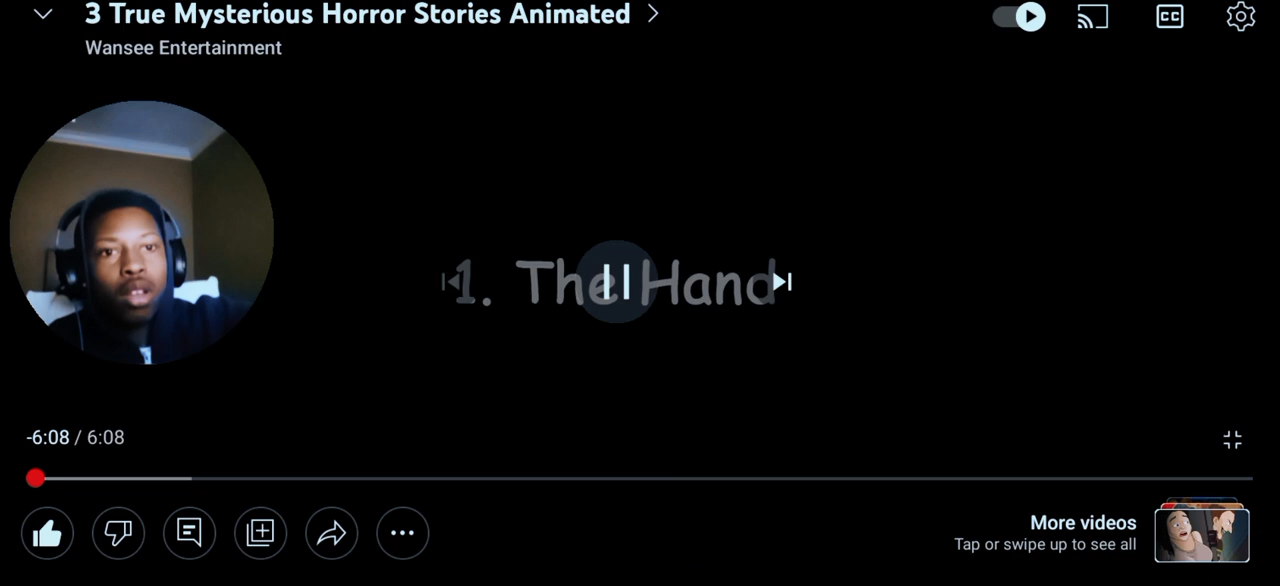 3 True Mysterious Horror Stories Animated
Wansee Entertainment
CC
1. The Hand
-6:08 / 6:08
More videos
Tap or swipe up to see all